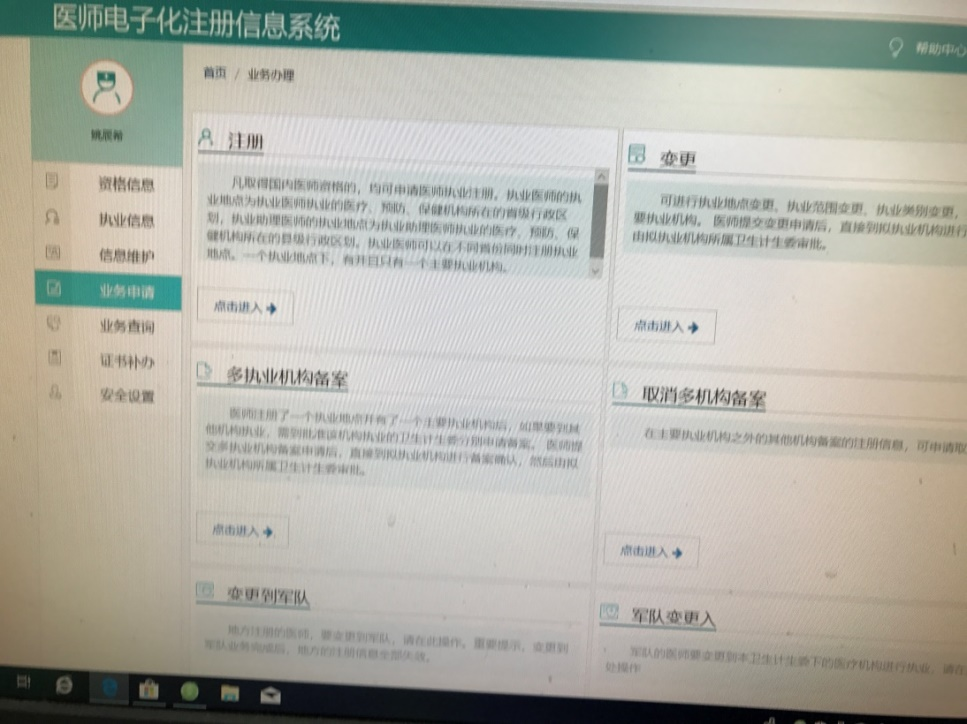 医师电子化注册信息系统
帮助中心
首页 / 业务办理
资格信息
执业信息
信息维护
业务申请
业务查询
证书补办
安全设置
注册
凡取得国内医师资格的，均可申请医师执业注册。执业医师的执
业地点为执业医师执业的医疗、预防、保健机构所在的省级行政区
划，执业助理医师的执业地点为执业助理医师执业的医疗、预防、保
健机构所在的县级行政区划。执业医师可以在不同省份同时注册执业
地点。一个执业地点下，有并且只有一个主要执业机构。
点击进入
变更
可进行执业地点变更、执业范围变更、执业类别变更，
要执业机构。医师提交变更申请后，直接到拟执业机构进行
由拟执业机构所属卫生计生委审批。
点击进入
多执业机构备案
医师注册了一个执业地点并有了一个主要执业机构后，如果要到其
他机构执业，需到批准该机构执业的卫生计生委分别申请备案。医师提
交多执业机构备案申请后，直接到拟执业机构进行备案确认，然后由拟
执业机构所属卫生计生委审批。
点击进入
取消多机构备案
在主要执业机构之外的其他机构备案的注册信息，可申请取
点击进入
变更到军队
地方注册的医师，要变更到军队，请在此操作。重要提示，变更到
军队业务完成后，地方的注册信息全部失效。
军队变更入
军队的医师要变更到本卫生计生委下的医疗机构进行执业，请在
处操作